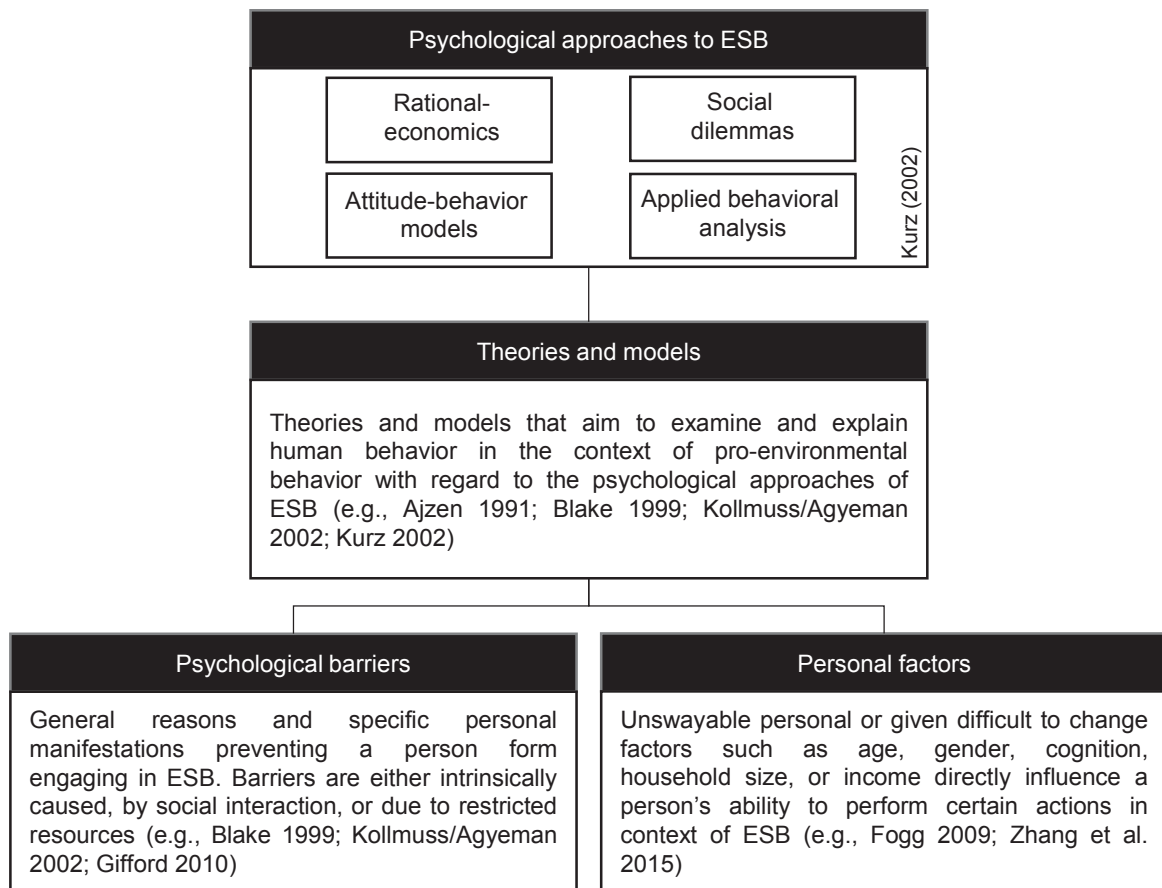 Psychological approaches to ESB
Rational-
economics
Social
dilemmas
Attitude-behavior
models
Applied behavioral
analysis
Kurz (2002)
Theories and models
Theories and models that aim to examine and explain
human behavior in the context of pro-environmental
behavior with regard to the psychological approaches of
ESB (e.g., Ajzen 1991; Blake 1999; Kollmuss/Agyeman
2002; Kurz 2002)
Psychological barriers
General reasons and specific personal
manifestations preventing a person form
engaging in ESB. Barriers are either intrinsically
caused, by social interaction, or due to restricted
resources (e.g., Blake 1999; Kollmuss/Agyeman
2002; Gifford 2010)
Personal factors
Unswayable personal or given difficult to change
factors such as age, gender, cognition,
household size, or income directly influence a
person's ability to perform certain actions in
context of ESB (e.g., Fogg 2009; Zhang et al.
2015)